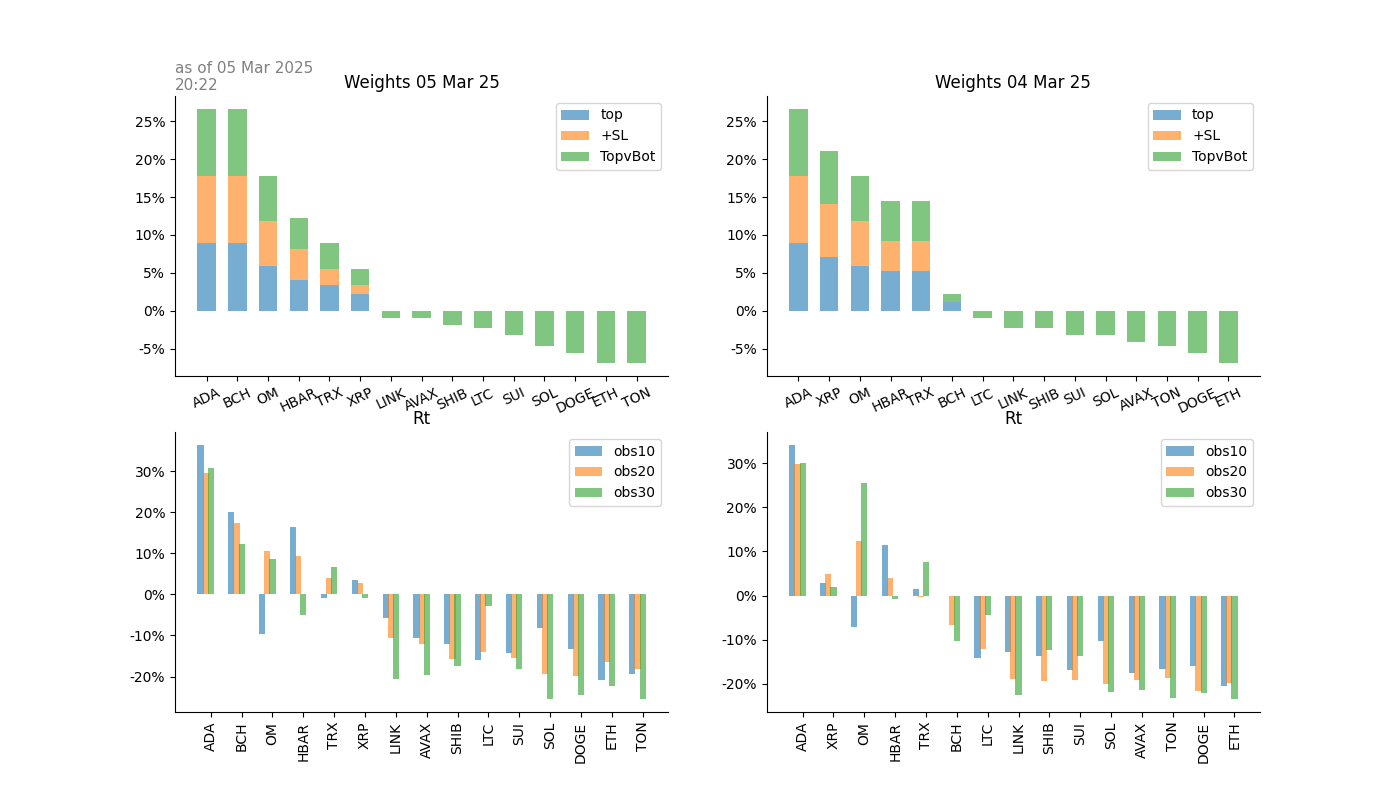 as of 05 Mar 2025
20:22
Weights 05 Mar 25
25%
20%
15%
10%
5%
0%
-5%
top
+SL
TopvBot
ADA BCH OM HBAR TRX XRP LINK AVAX SHIB LTC SUI SOL DOGE ETH TON
Weights 04 Mar 25
25%
20%
15%
10%
5%
0%
-5%
top
+SL
TopvBot
ADA XRP OM HBAR TRX BCH LTC LINK SHIB SUI SOL AVAX TON DOGE ETH
Rt
30%
20%
10%
0%
-10%
-20%
obs10
obs20
obs30
ADA BCH OM HBAR TRX XRP LINK AVAX SHIB LTC SUI SOL DOGE ETH TON
Rt
30%
20%
10%
0%
-10%
-20%
obs10
obs20
obs30
ADA XRP OM HBAR TRX BCH LTC LINK SHIB SUI SOL AVAX TON DOGE ETH